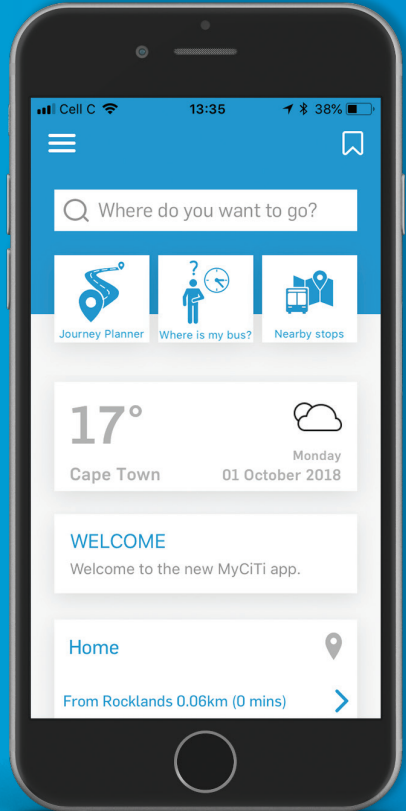 Cell C 13:35 38%
Where do you want to go?
?
Journey Planner Where is my bus? Nearby stops
17°
Monday
Cape Town 01 October 2018
WELCOME
Welcome to the new MyCiTi app.
Home
From Rocklands 0.06km (0 mins)